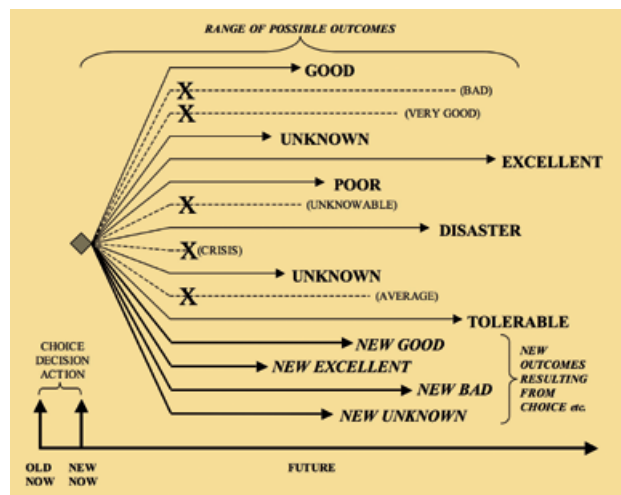 RANGE OF POSSIBLE OUTCOMES
GOOD
X (BAD)
X (VERY GOOD)
UNKNOWN
EXCELLENT
POOR
X (UNKNOWABLE)
DISASTER
X (CRISIS)
UNKNOWN
X (AVERAGE)
TOLERABLE
NEW GOOD
NEW EXCELLENT
NEW BAD
NEW UNKNOWN
NEW
OUTCOMES
RESULTING
FROM
CHOICE etc.
CHOICE
DECISION
ACTION
OLD
NOW
NEW
NOW
FUTURE